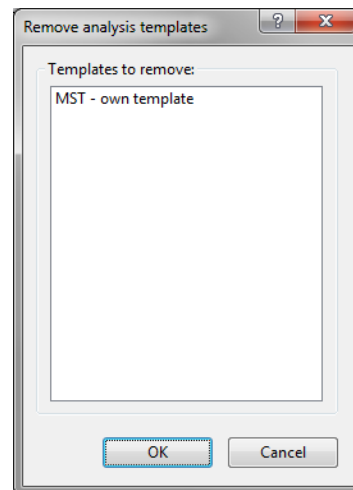 Remove analysis templates
Templates to remove:
MST - own template
OK
Cancel